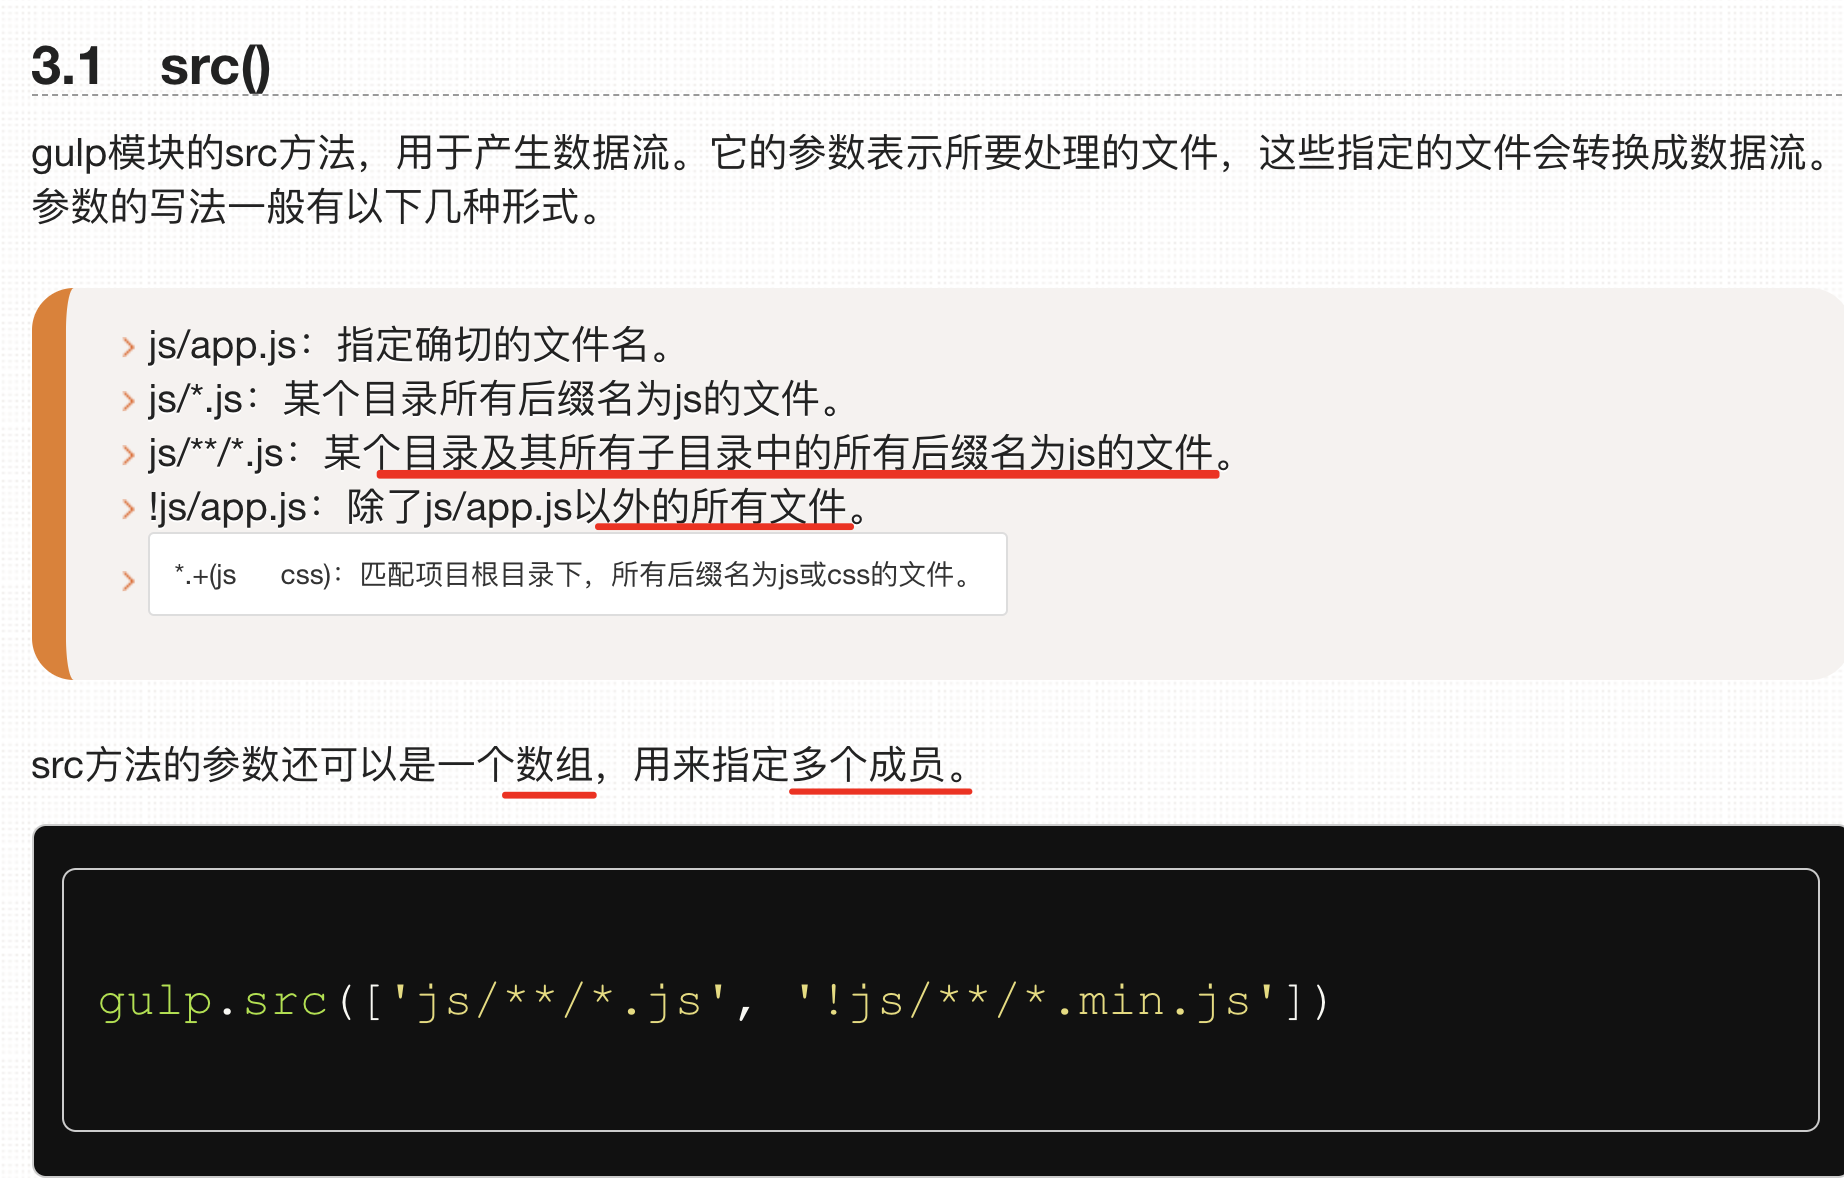 3.1 src()
gulp模块的src方法，用于产生数据流。它的参数表示所要处理的文件，这些指定的文件会转换成数据流。
参数的写法一般有以下几种形式。
js/app.js：指定确切的文件名。
js/*.js：某个目录所有后缀名为js的文件。
js/**/*.js：某个目录及其所有子目录中的所有后缀名为js的文件。
!js/app.js：除了js/app.js以外的所有文件。
*.+(js css)：匹配项目根目录下，所有后缀名为js或css的文件。
src方法的参数还可以是一个数组，用来指定多个成员。
gulp.src(['js/**/*.js', '!js/**/*.min.js'])